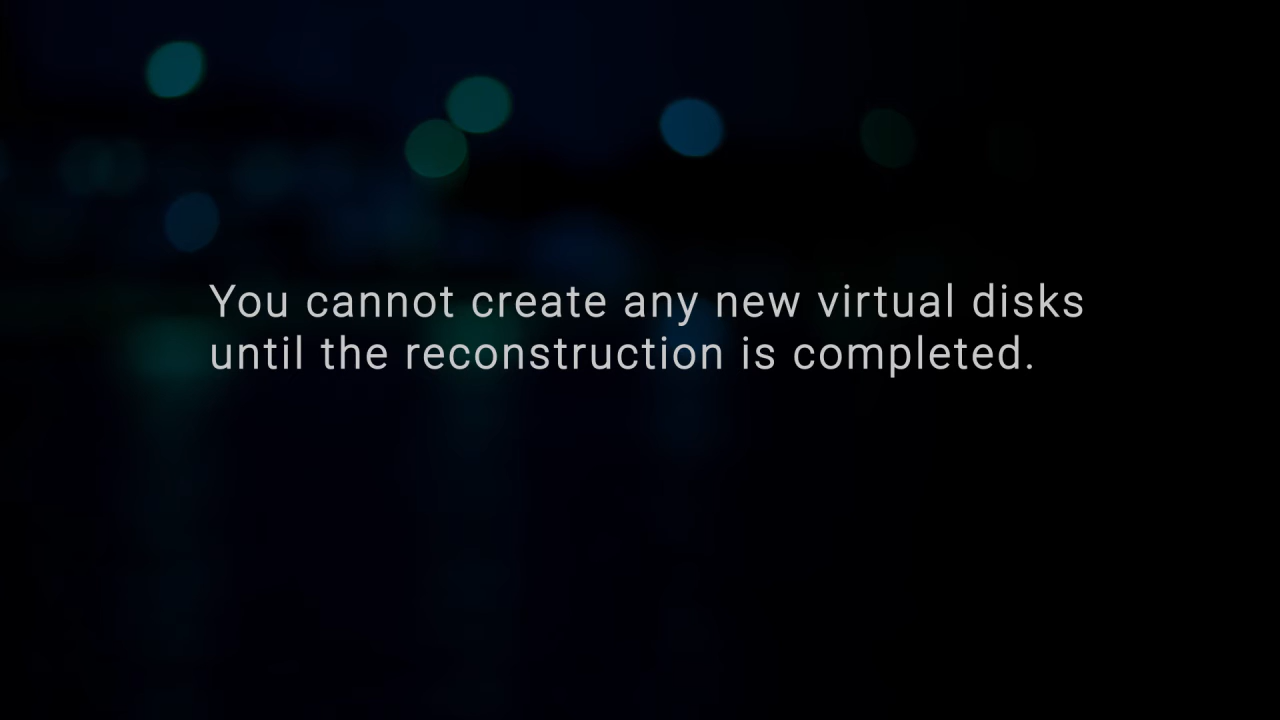 You cannot create any new virtual disks
until the reconstruction is completed.